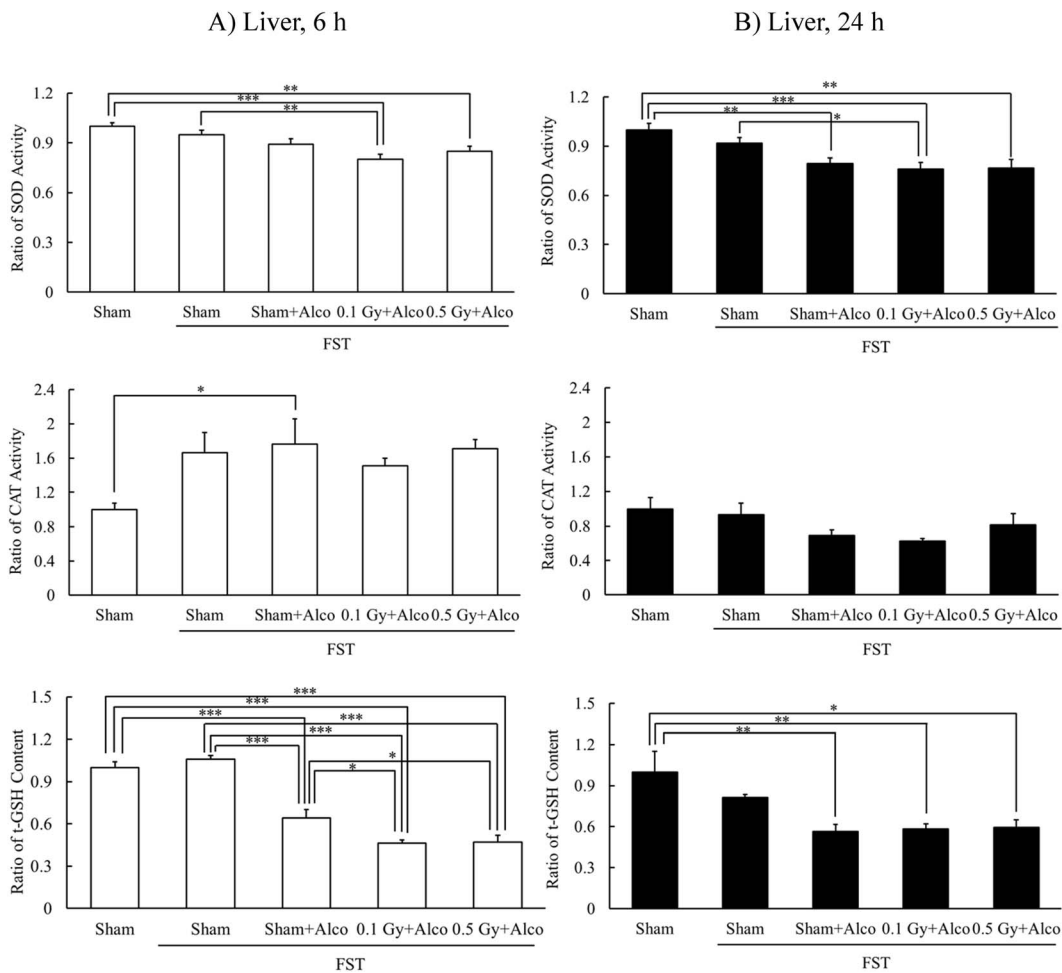 A) Liver, 6 h
B) Liver, 24 h
Ratio of SOD Activity
1.2
0.9
0.6
0.3
0
**
***
**
Sham
Sham
Sham+Alco
0.1 Gy+Alco
0.5 Gy+Alco
FST
Ratio of SOD Activity
1.2
0.9
0.6
0.3
0
**
***
**
*
Sham
Sham
Sham+Alco
0.1 Gy+Alco
0.5 Gy+Alco
FST
Ratio of CAT Activity
2.4
2
1.6
1.2
0.8
0.4
0
*
Sham
Sham
Sham+Alco
0.1 Gy+Alco
0.5 Gy+Alco
FST
Ratio of CAT Activity
2.4
2
1.6
1.2
0.8
0.4
0
Sham
Sham
Sham+Alco
0.1 Gy+Alco
0.5 Gy+Alco
FST
Ratio of t-GSH Content
1.5
1.2
0.9
0.6
0.3
0
***
***
***
***
***
***
*
*
Sham
Sham
Sham+Alco
0.1 Gy+Alco
0.5 Gy+Alco
FST
Ratio of t-GSH Content
1.5
1.2
0.9
0.6
0.3
0
*
**
**
Sham
Sham
Sham+Alco
0.1 Gy+Alco
0.5 Gy+Alco
FST